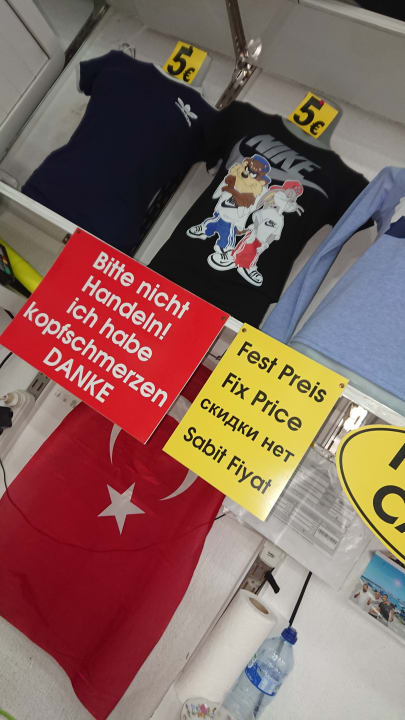 5€
5€
NIKE
Bitte nicht
Handeln!
ich habe
kopfschmerzen
DANKE
Fest Preis
Fix Price
скидки нет
Sabit Fiyat